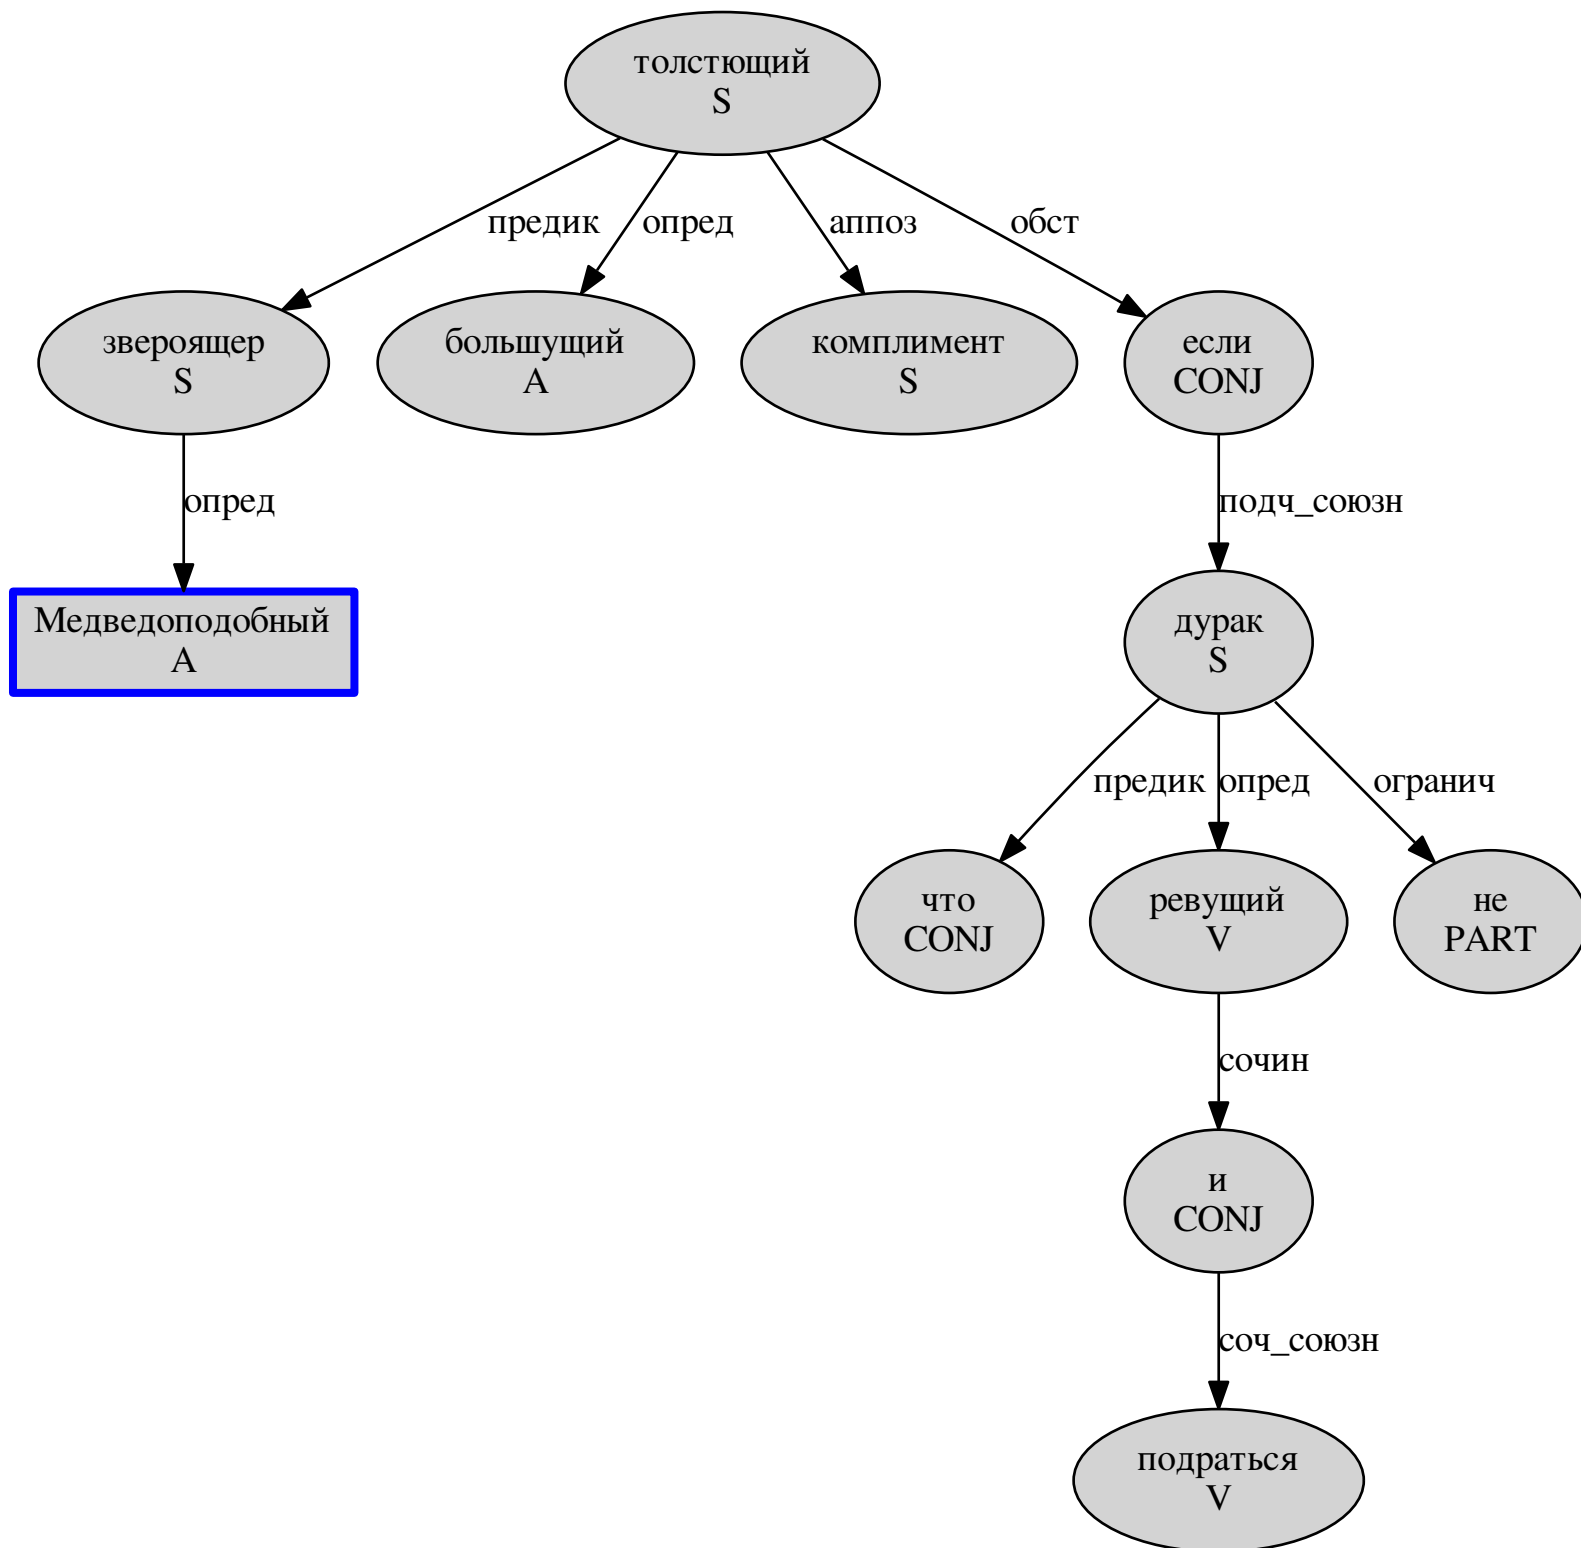 толстющий
S
предик
опред
аппоз
обст
звероящер
S
большущий
A
комплимент
S
если
CONJ
опред
подч_союзн
Медведоподобный
A
дурак
S
предик
опред
огранич
что
CONJ
ревущий
V
не
PART
сочин
и
CONJ
соч_союзн
подраться
V